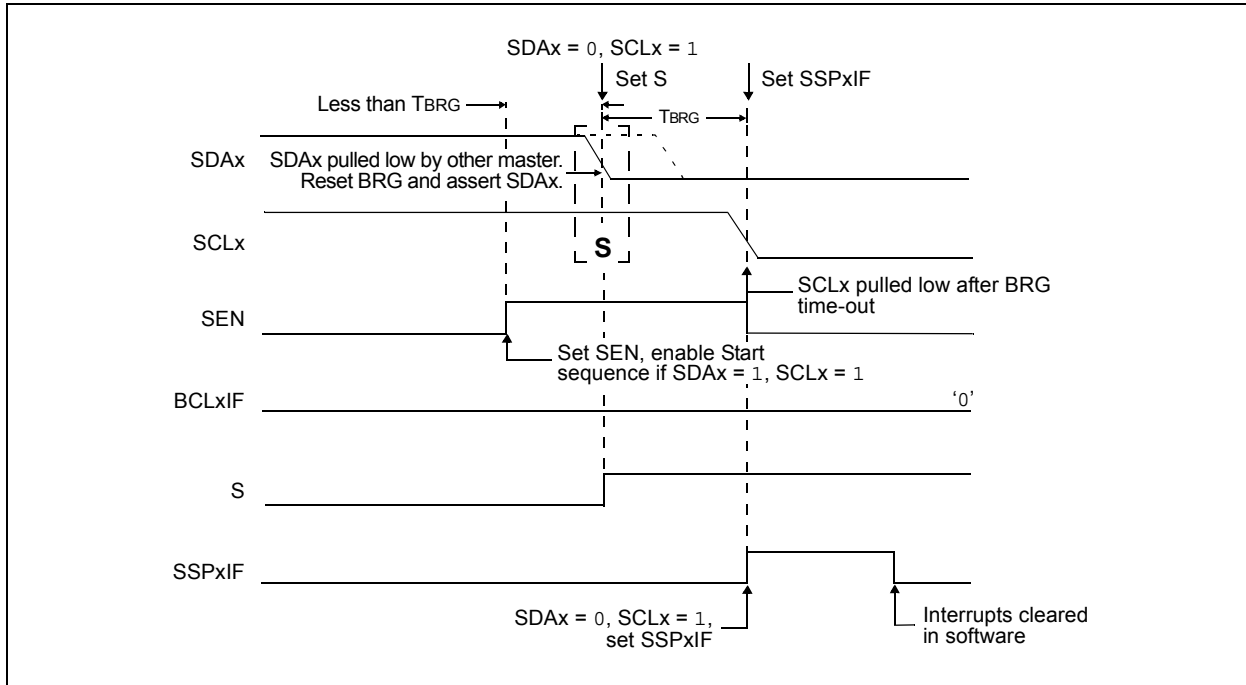 SDAx = 0, SCLx = 1
Set S
Set SSPxIF
Less than TBRG
TBRG
SDAx
SDAx pulled low by other master.
Reset BRG and assert SDAx.
SCLx
S
SCLx pulled low after BRG
time-out
SEN
Set SEN, enable Start
sequence if SDAx = 1, SCLx = 1
BCLxIF
‘0’
S
SSPxIF
SDAx = 0, SCLx = 1,
set SSPxIF
Interrupts cleared
in software